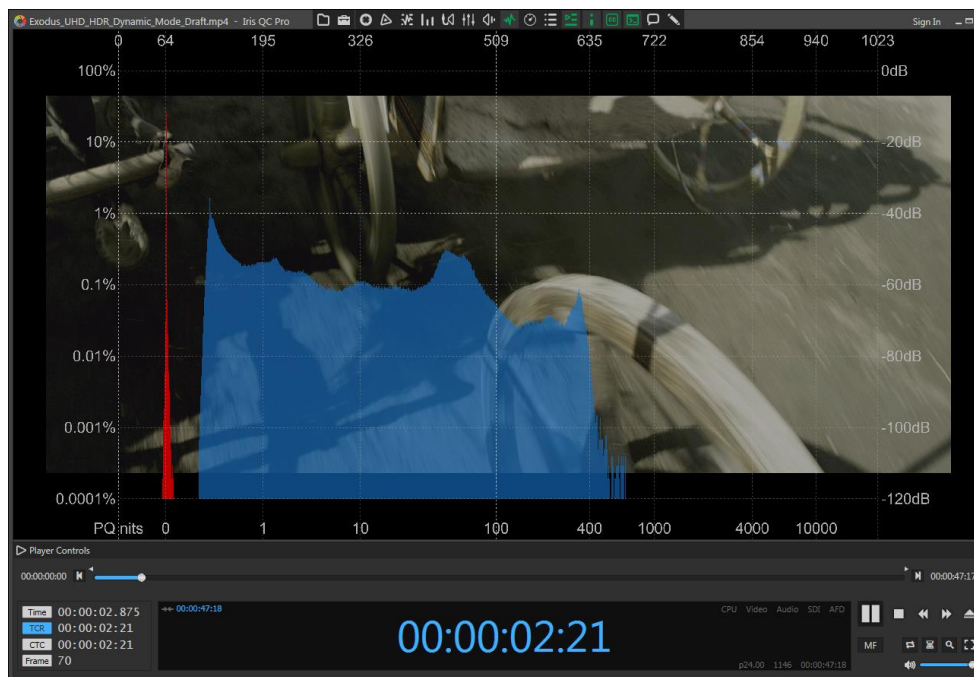 Exodus_UHD_HDR_Dynamic_Mode_Draft.mp4 - Iris QC Pro
Sign In
0 64 195 326 509 635 722 854 940 1023
100% 0dB
10% -20dB
1% -40dB
0.1% -60dB
0.01% -80dB
0.001% -100dB
0.0001% -120dB
PQ nits 0 1 10 100 400 1000 4000 10000
Player Controls
00:00:00:00 00:00:47:17
Time 00:00:02.875
TCR 00:00:02:21
CTC 00:00:02:21
Frame 70
00:00:47:18
CPU Video Audio SDI AFD
00:00:02:21
p24.00 1146 00:00:47:18
MF